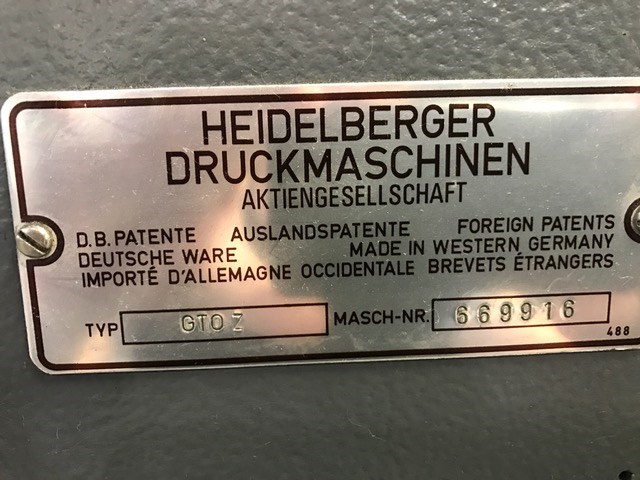 HEIDELBERGER
DRUCKMASCHINEN
AKTIENGESELLSCHAFT
D.B. PATENTE AUSLANDSPATENTE FOREIGN PATENTS
DEUTSCHE WARE MADE IN WESTERN GERMANY
IMPORTÉ D'ALLEMAGNE OCCIDENTALE BREVETS ÉTRANGERS
TYP GTO Z MASCH-NR. 669916
488